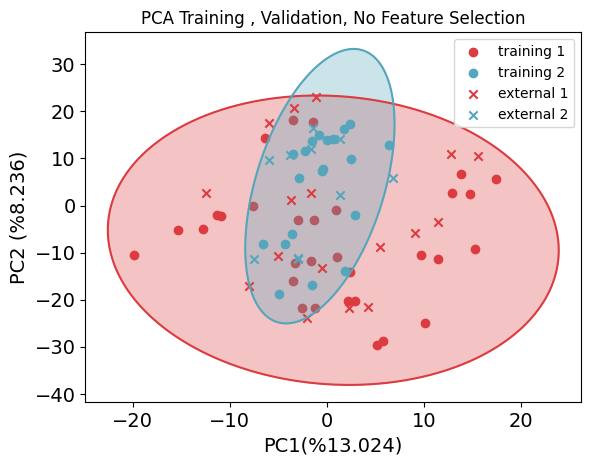 PCA Training , Validation, No Feature Selection
training 1
training 2
external 1
external 2
30
20
10
0
−10
−20
−30
−40
PC2 (%8.236)
−20
−10
0
10
20
PC1(%13.024)